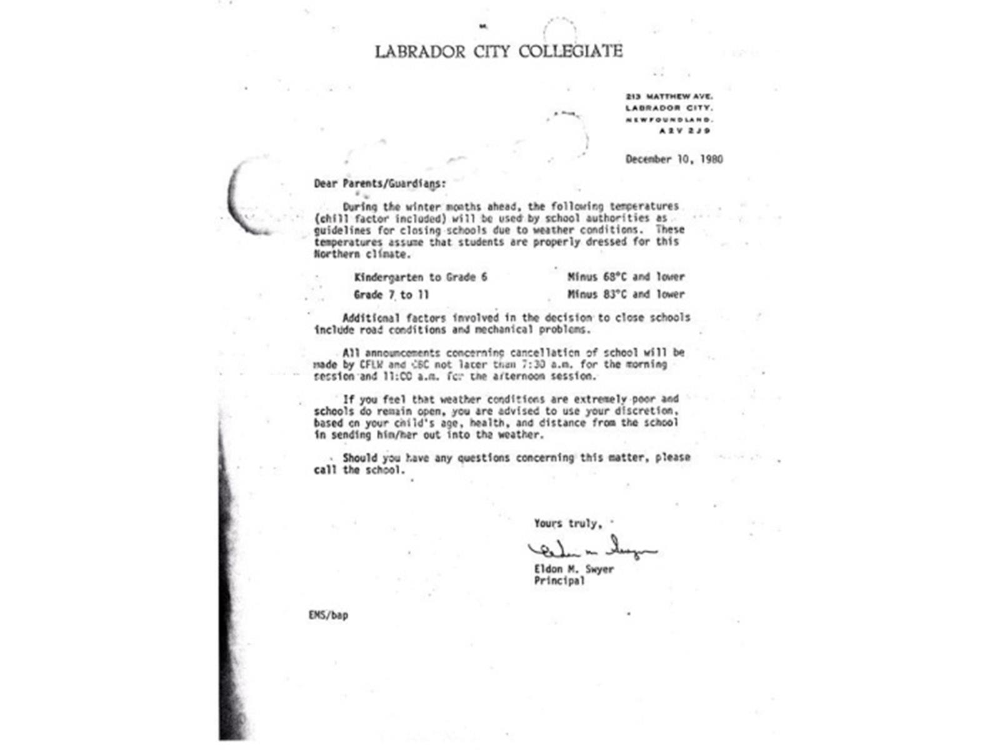 LABRADOR CITY COLLEGIATE
213 MATTHEW AVE.
LABRADOR CITY.
NEWFOUNDLAND.
A2V 2J9
December 10, 1980
Dear Parents/Guardians:
During the winter months ahead, the following temperatures
(chill factor included) will be used by school authorities as
guidelines for closing schools due to weather conditions. These
temperatures assume that students are properly dressed for this
Northern climate.
Kindergarten to Grade 6 Minus 68°C and lower
Grade 7 to 11 Minus 83°C and lower
Additional factors involved in the decision to close schools
include road conditions and mechanical problems.
All announcements concerning cancellation of school will be
made by CFLW and CBC not later than 7:30 a.m. for the morning
session and 11:00 a.m. for the afternoon session.
If you feel that weather conditions are extremely poor and
schools do remain open, you are advised to use your discretion,
based on your child's age, health, and distance from the school
in sending him/her out into the weather.
Should you have any questions concerning this matter, please
call the school.
Yours truly,
Eldon M. Swyer
Eldon M. Swyer
Principal
EMS/bap